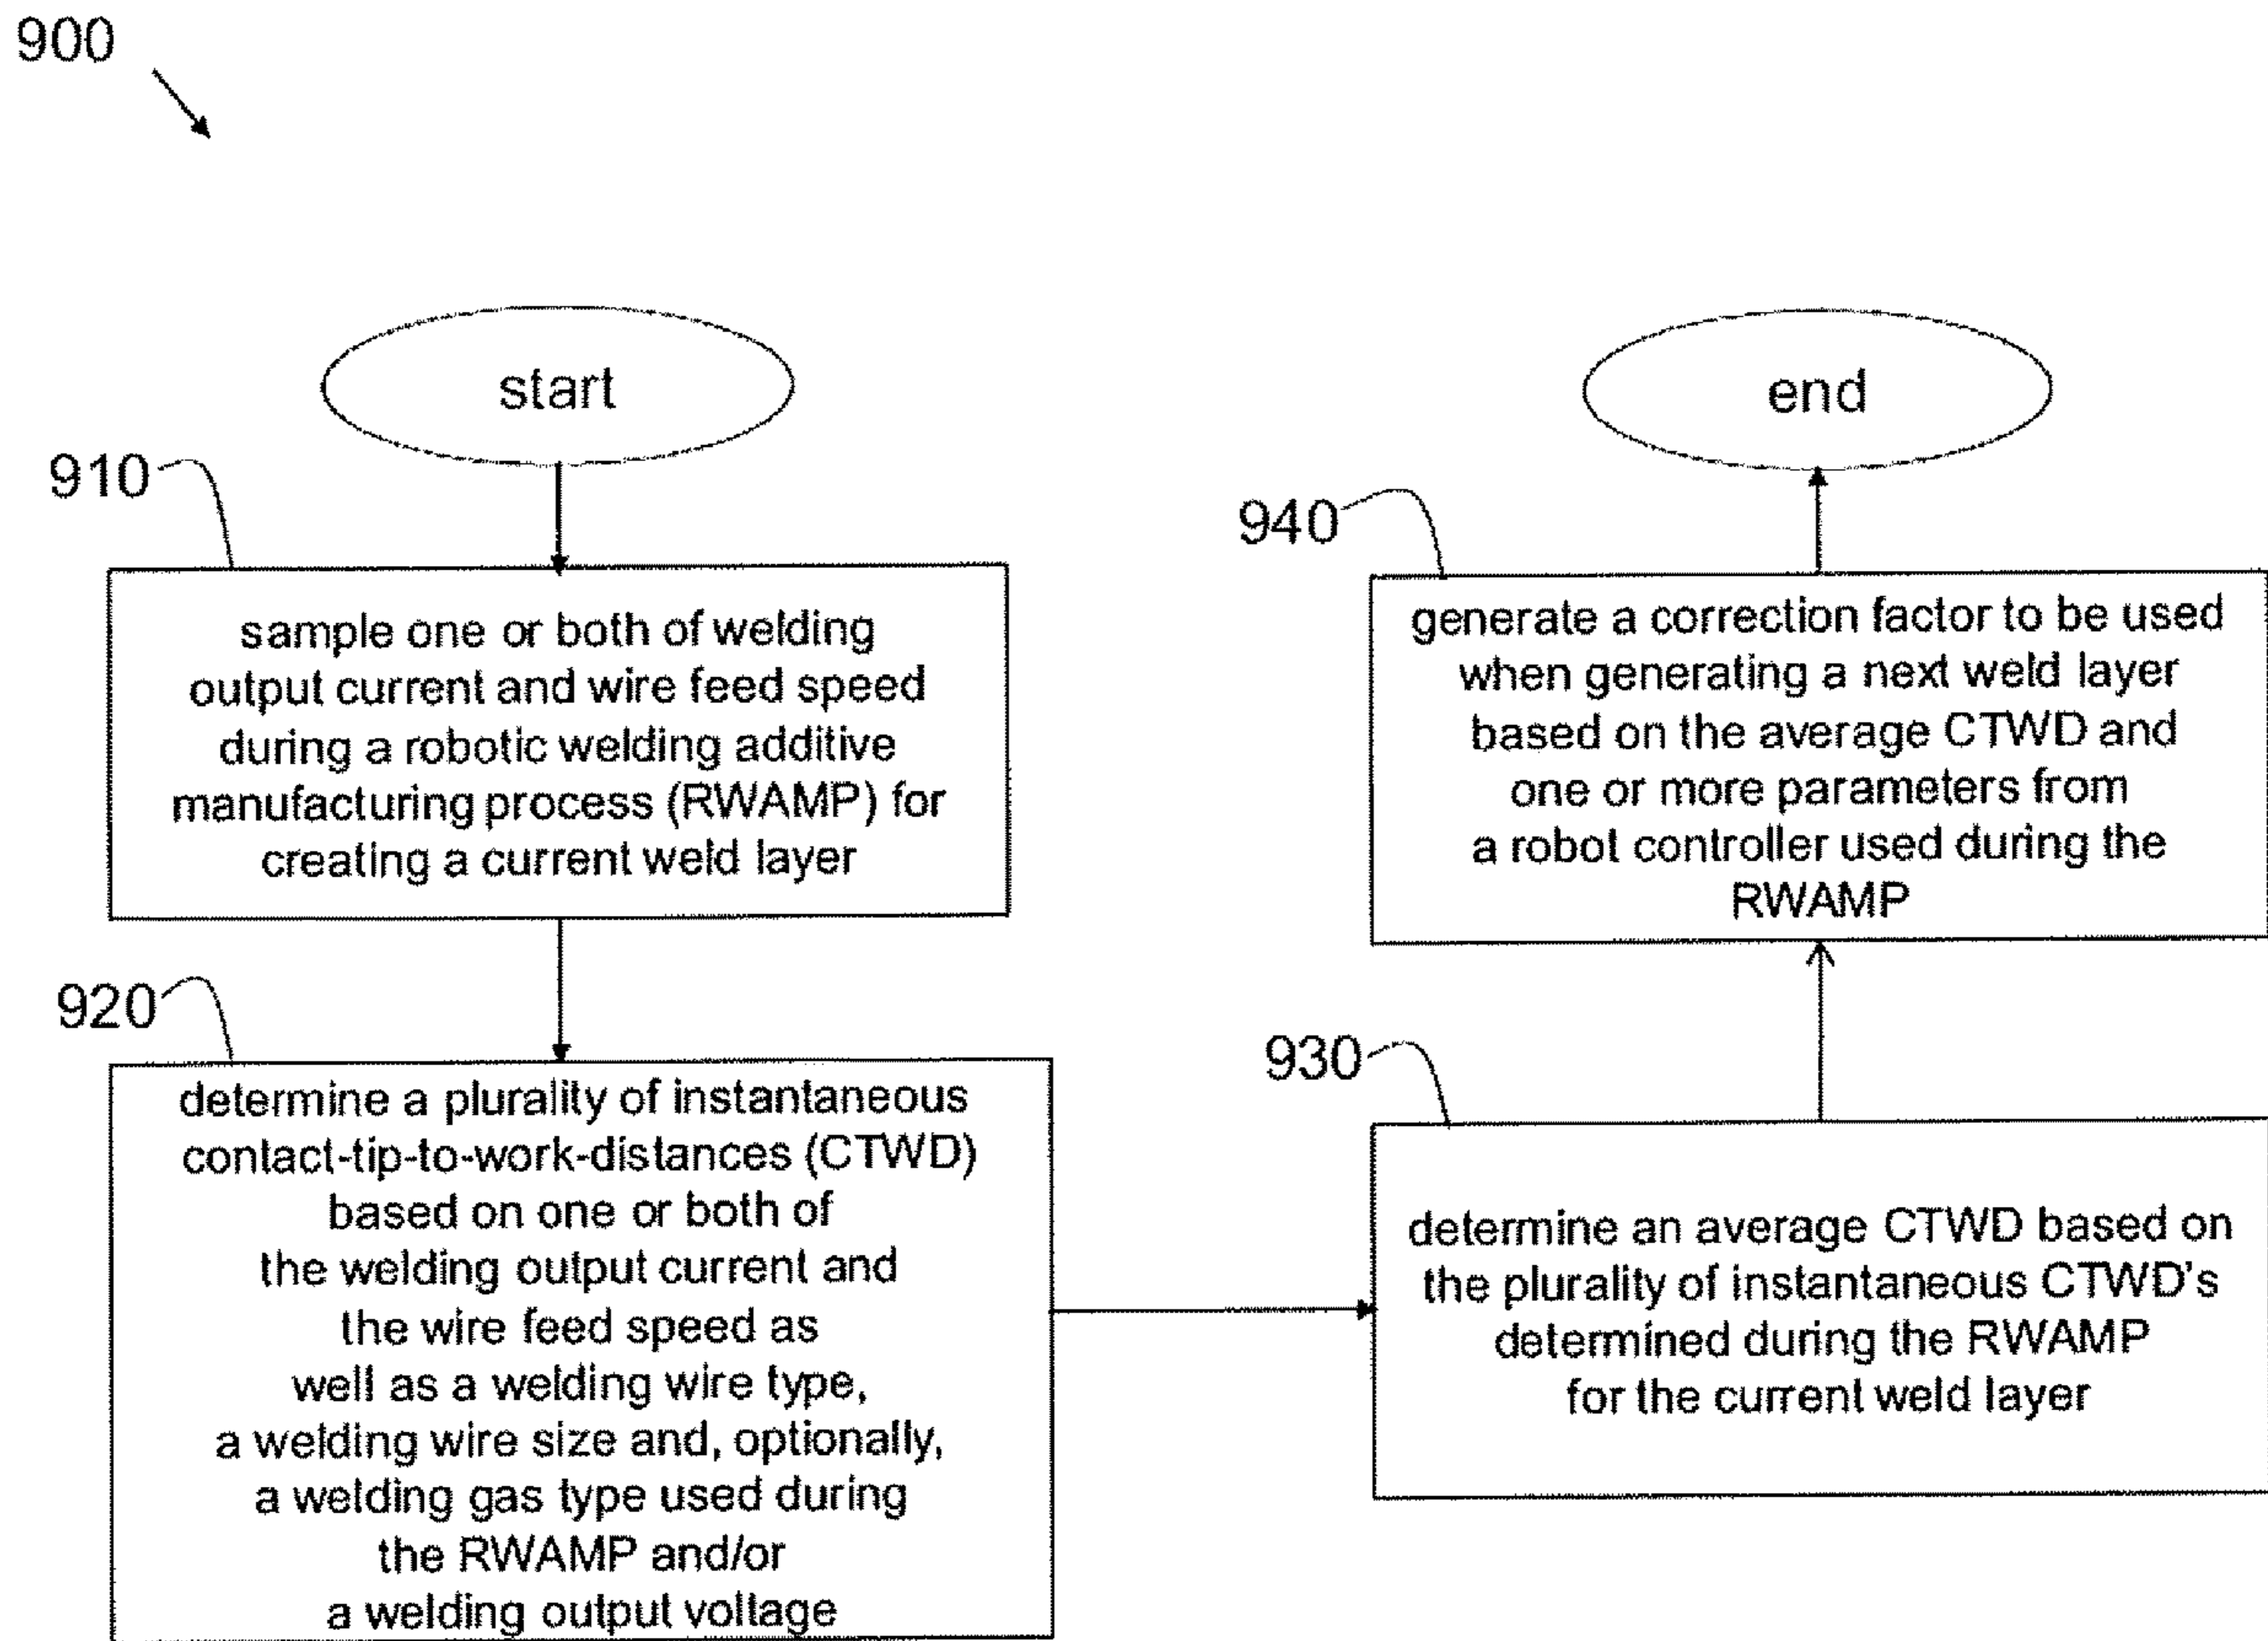 900
start
910
sample one or both of welding
output current and wire feed speed
during a robotic welding additive
manufacturing process (RWAMP) for
creating a current weld layer
920
determine a plurality of instantaneous
contact-tip-to-work-distances (CTWD)
based on one or both of
the welding output current and
the wire feed speed as
well as a welding wire type,
a welding wire size and, optionally,
a welding gas type used during
the RWAMP and/or
a welding output voltage
930
determine an average CTWD based on
the plurality of instantaneous CTWD's
determined during the RWAMP
for the current weld layer
940
generate a correction factor to be used
when generating a next weld layer
based on the average CTWD and
one or more parameters from
a robot controller used during the
RWAMP
end